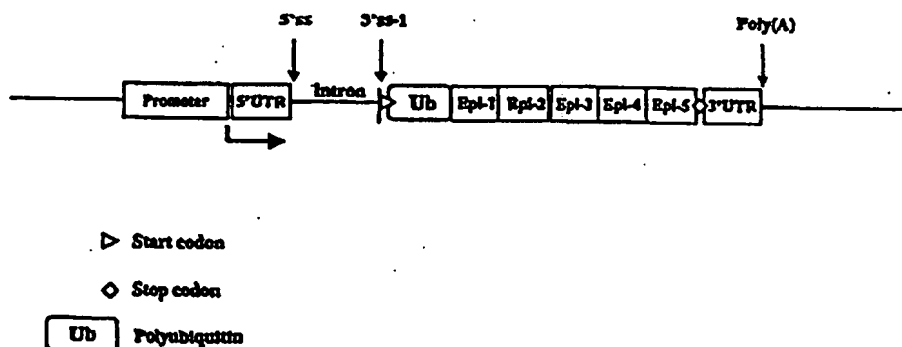 5'ss 3'ss-1 Poly(A)
Promoter 5'UTR Intron Ub Epi-1 Epi-2 Epi-3 Epi-4 Epi-5 3'UTR
Start codon
Stop codon
Ub Polyubiquitin